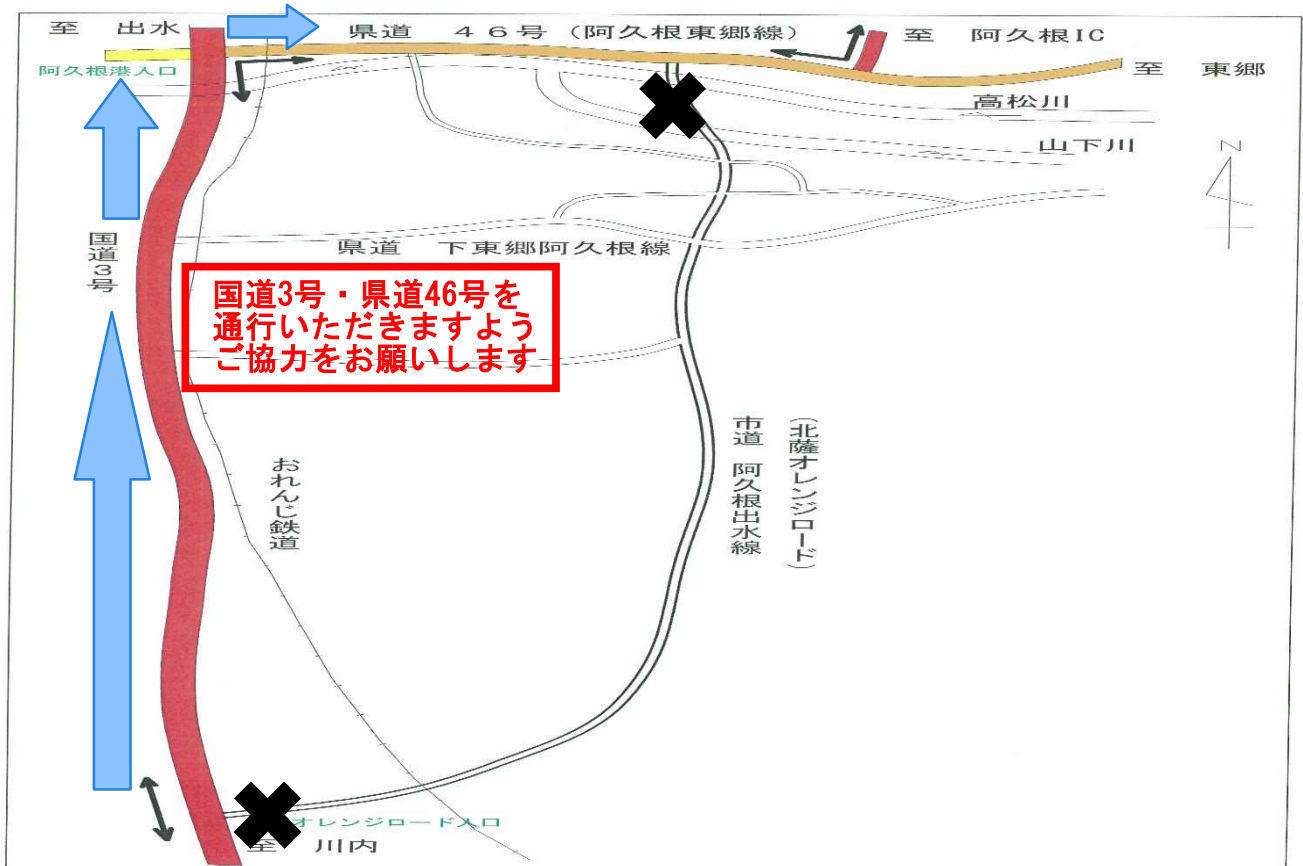 至 出水
県道 46号(阿久根東郷線)
至 阿久根IC
阿久根港入口
至 東郷
高松川
山下川
N
国道3号
県道 下東郷阿久根線
国道3号・県道46号を
通行いただきますよう
ご協力をお願いします
おれんじ鉄道
(北薩オレンジロード)
市道 阿久根出水線
オレンジロード入口
至 川内